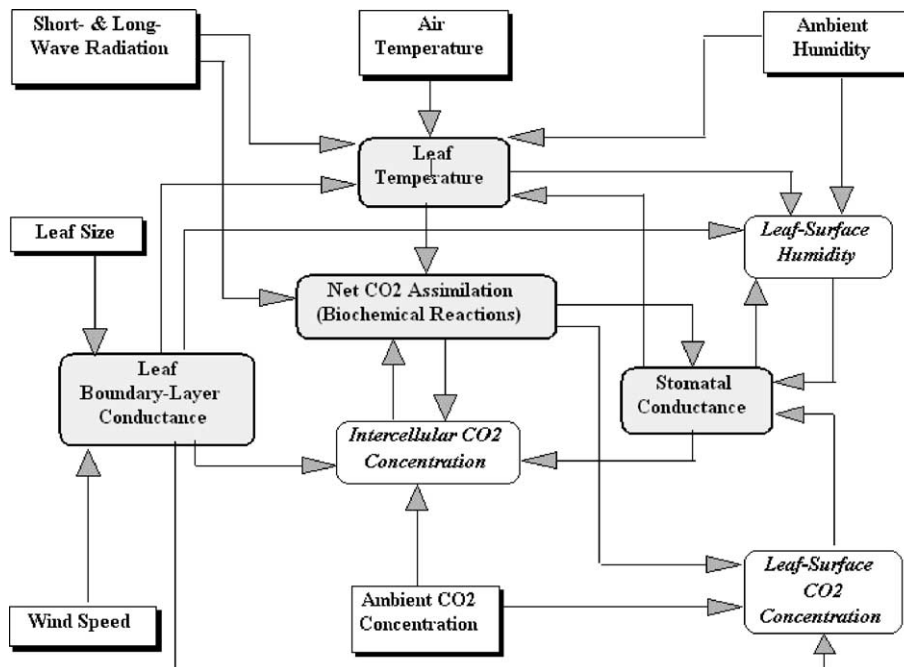 Short- & Long-
Wave Radiation
Air
Temperature
Ambient
Humidity
Leaf
Temperature
Leaf Size
Leaf-Surface
Humidity
Net CO2 Assimilation
(Biochemical Reactions)
Leaf
Boundary-Layer
Conductance
Stomatal
Conductance
Intercellular CO2
Concentration
Leaf-Surface
CO2
Concentration
Ambient CO2
Concentration
Wind Speed